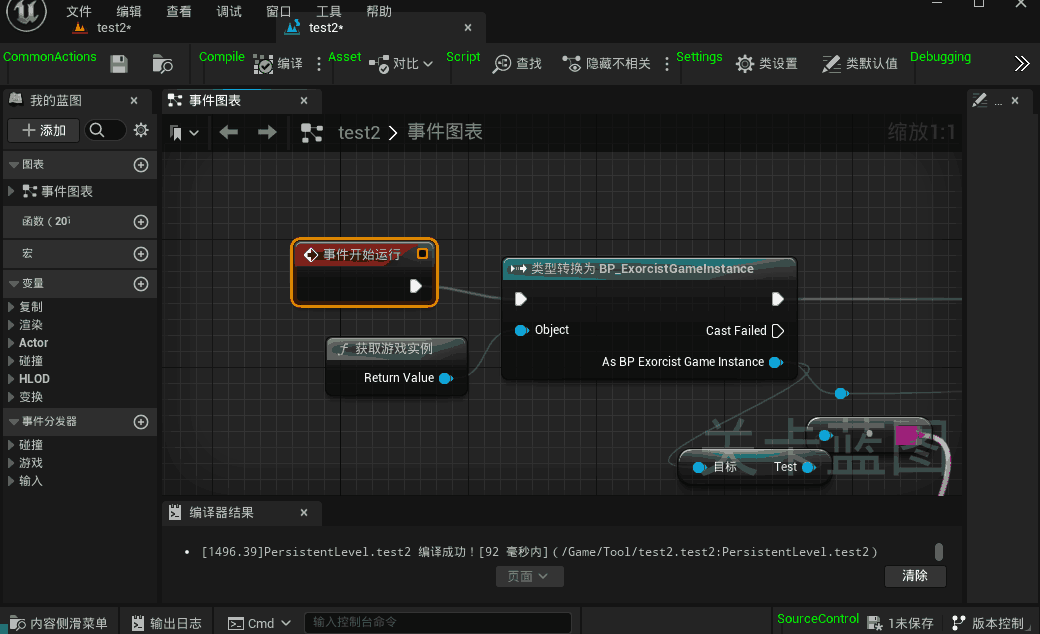 文件 编辑 查看 调试 窗口 工具 帮助
test2* test2*
CommonActions Compile 编译 Asset 对比 Script 查找 隐藏不相关 Settings 类设置 类默认值 Debugging
我的蓝图 事件图表 ...
添加 test2 > 事件图表 缩放1:1
图表
事件图表
函数（20
宏
变量
复制
渲染
Actor
碰撞
HLOD
变换
事件分发器
碰撞
游戏
输入
事件开始运行
类型转换为 BP_ExorcistGameInstance
Object Cast Failed
获取游戏实例
Return Value
As BP Exorcist Game Instance
关卡蓝图
目标 Test
编译器结果
• [1496.39]PersistentLevel.test2 编译成功！[92 毫秒内]（/Game/Tool/test2.test2:PersistentLevel.test2）
页面 清除
内容侧滑菜单 输出日志 Cmd 输入控制台命令 SourceControl 1未保存 版本控制